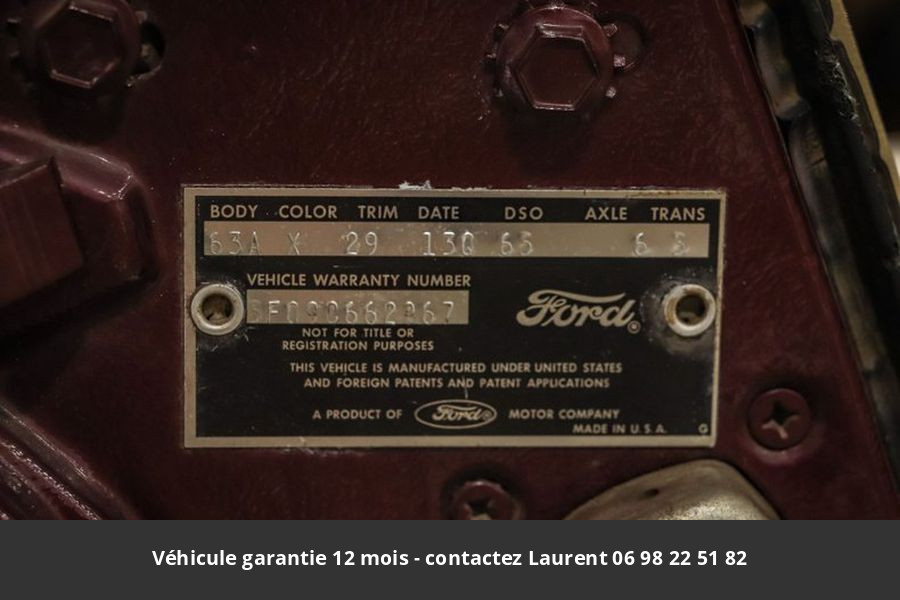 BODY COLOR TRIM DATE DSO AXLE TRANS
63A X 29 13Q 65 6 5
VEHICLE WARRANTY NUMBER
Ford®
NOT FOR TITLE OR
REGISTRATION PURPOSES
THIS VEHICLE IS MANUFACTURED UNDER UNITED STATES
AND FOREIGN PATENTS AND PATENT APPLICATIONS
A PRODUCT OF Ford® MOTOR COMPANY
MADE IN U.S.A. G
Véhicule garantie 12 mois - contactez Laurent 06 98 22 51 82